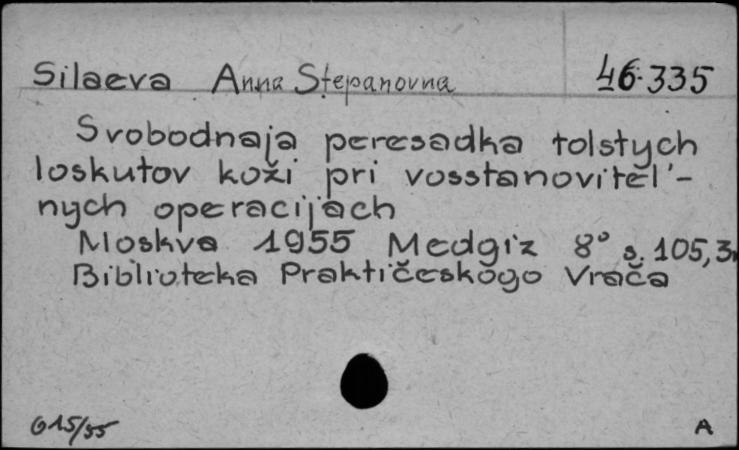 Silaeva Anna Stepanovna 46.335
Svobodnaja peresadka tolstych
loskutov koži pri vosstanovitel'-
nych operacijach
Moskva 1955 Medgiz 8° s. 105,3
Biblioteka Praktičeskogo Vrača
615/55 A